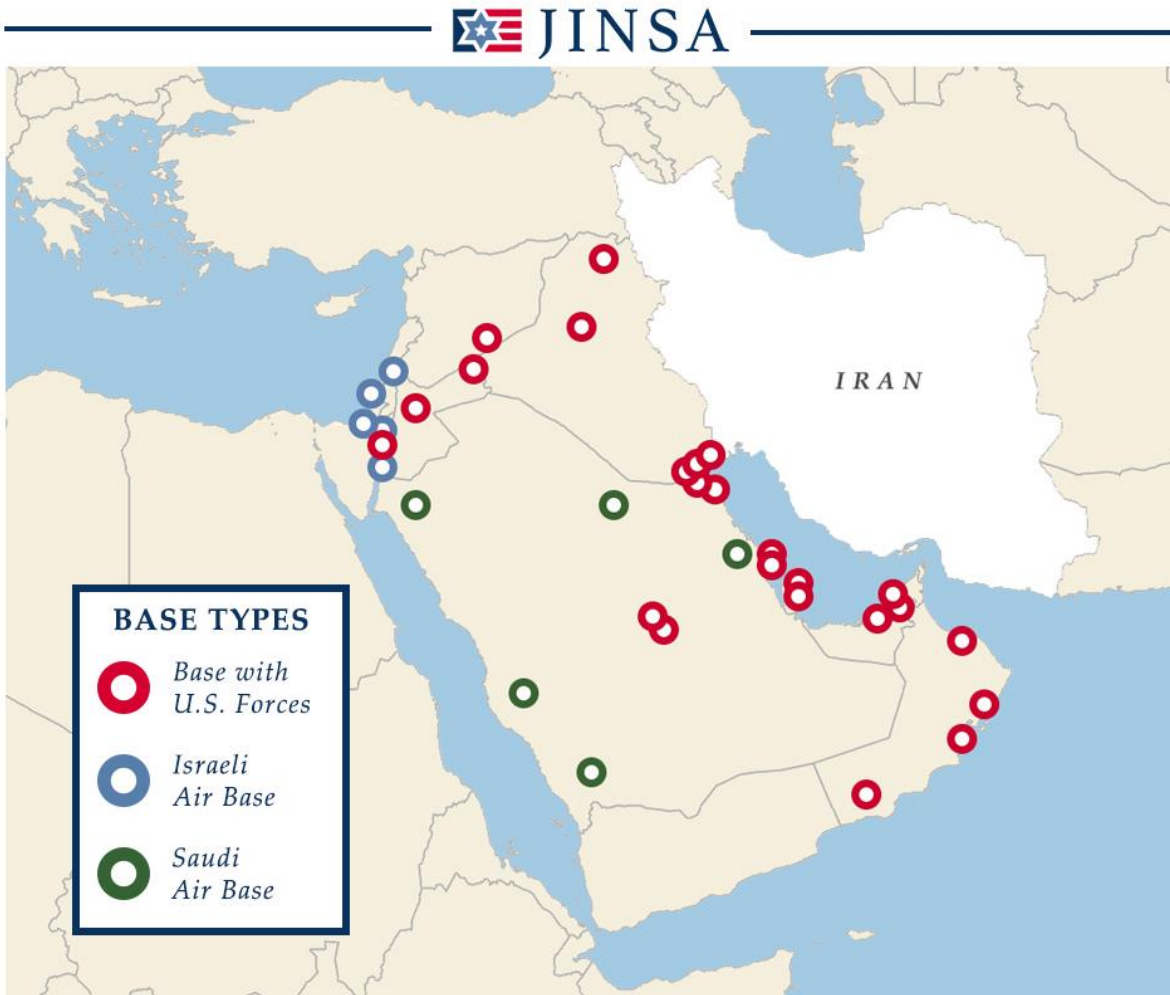 JINSA
IRAN
BASE TYPES
Base with
U.S. Forces
Israeli
Air Base
Saudi
Air Base